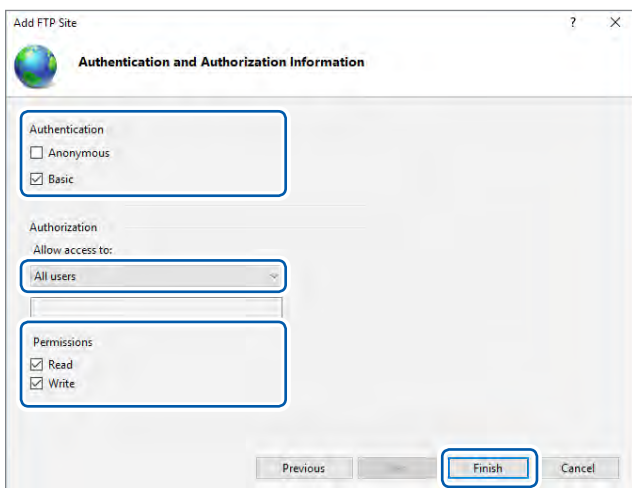 Add FTP Site ? ×
Authentication and Authorization Information
Authentication
Anonymous
Basic
Authorization
Allow access to:
All users
Permissions
Read
Write
Previous Finish Cancel